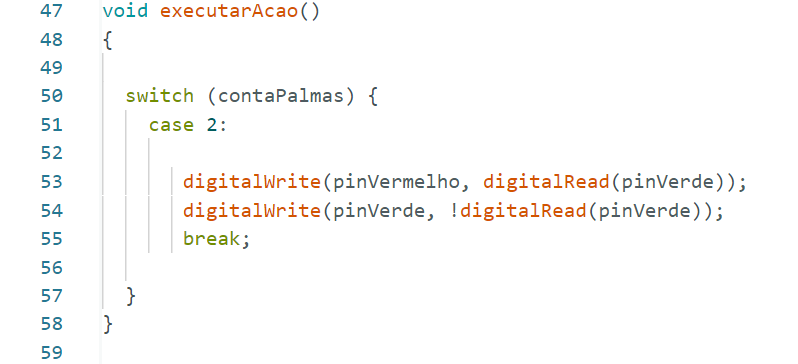 47 void executarAcao()
48 {
49
50 switch (contaPalmas) {
51 case 2:
52
53 digitalWrite(pinVermelho, digitalRead(pinVerde));
54 digitalWrite(pinVerde, !digitalRead(pinVerde));
55 break;
56
57 }
58 }
59